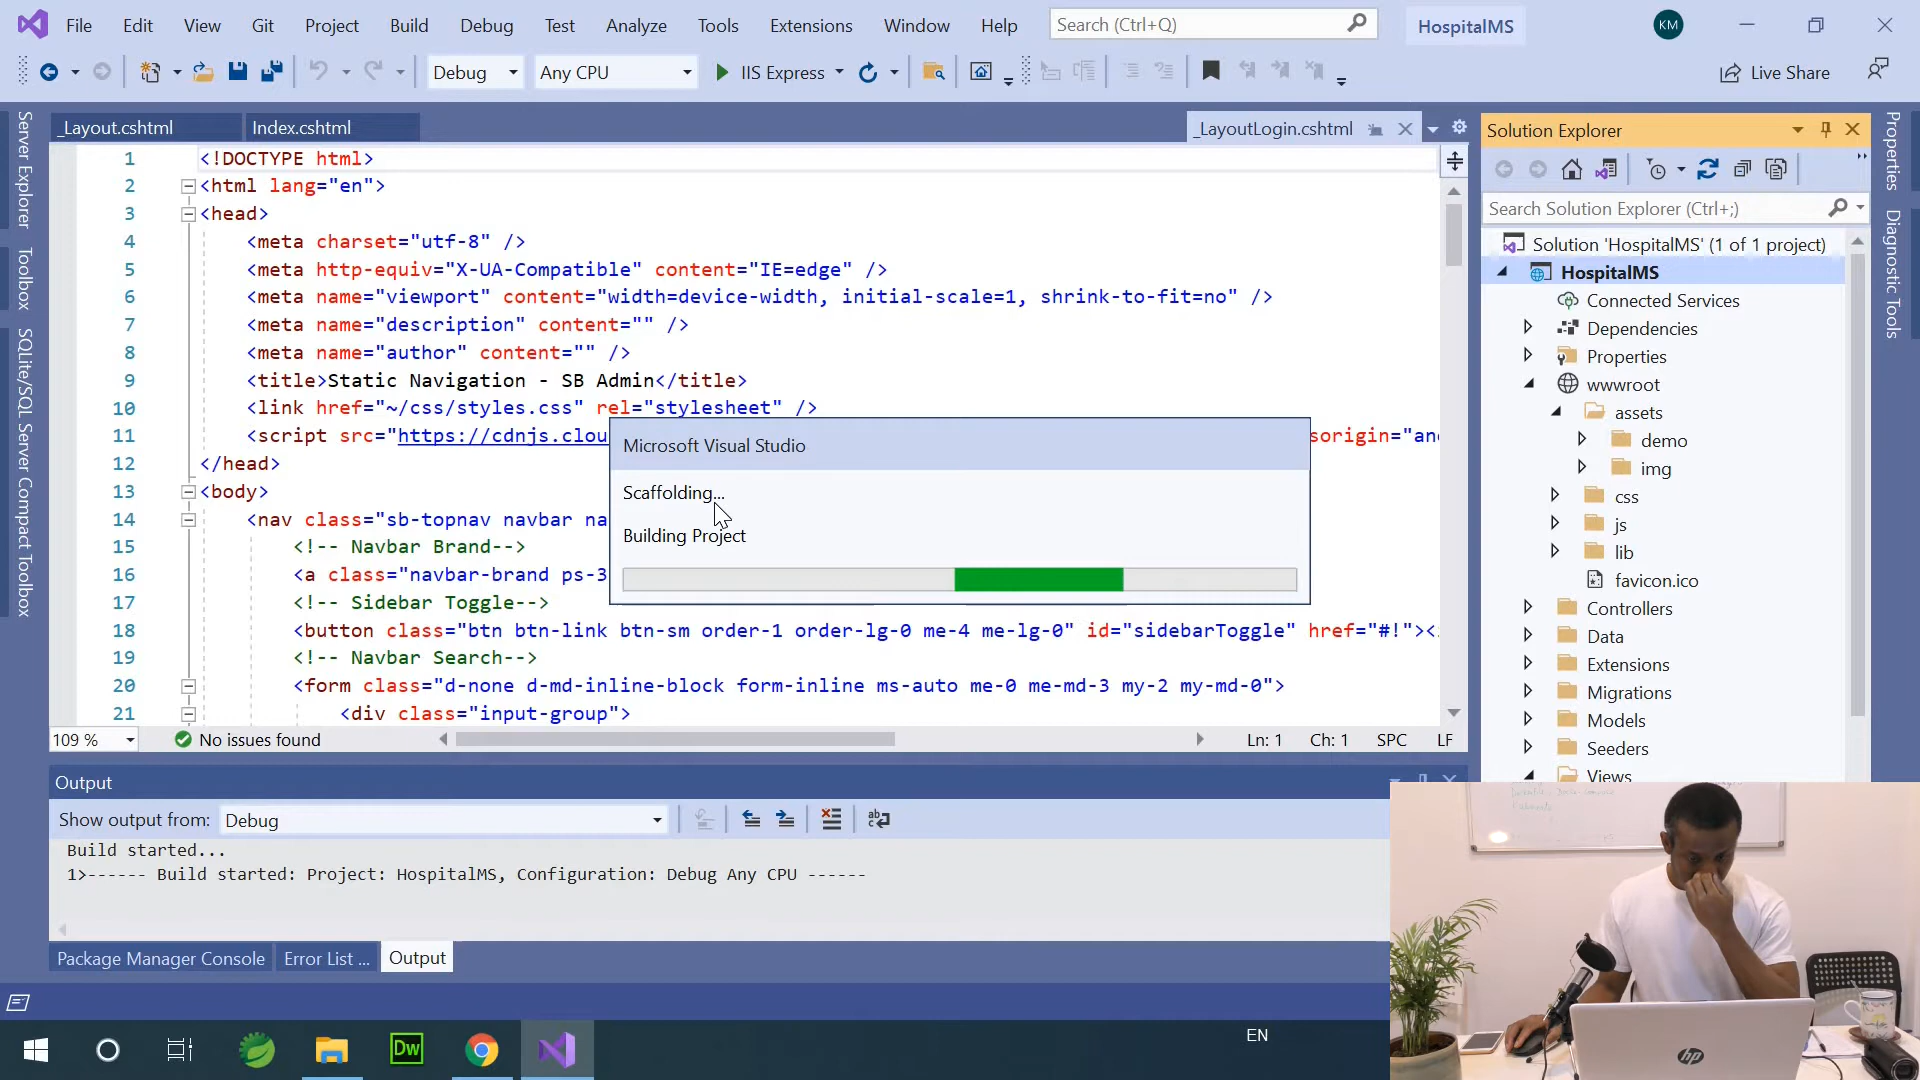 File Edit View Git Project Build Debug Test Analyze Tools Extensions Window Help Search (Ctrl+Q) HospitalMS KM
Debug Any CPU IIS Express Live Share
Server Explorer
Toolbox
SQLite/SQL Server Compact Toolbox
_Layout.cshtml Index.cshtml _LayoutLogin.cshtml
1 <!DOCTYPE html>
2 <html lang="en">
3 <head>
4 <meta charset="utf-8" />
5 <meta http-equiv="X-UA-Compatible" content="IE=edge" />
6 <meta name="viewport" content="width=device-width, initial-scale=1, shrink-to-fit=no" />
7 <meta name="description" content="" />
8 <meta name="author" content="" />
9 <title>Static Navigation - SB Admin</title>
10 <link href="~/css/styles.css" rel="stylesheet" />
11 <script src="https://cdnjs.clou sorigin="ano
12 </head>
13 <body>
14 <nav class="sb-topnav navbar na
15 <!-- Navbar Brand-->
16 <a class="navbar-brand ps-3
17 <!-- Sidebar Toggle-->
18 <button class="btn btn-link btn-sm order-1 order-lg-0 me-4 me-lg-0" id="sidebarToggle" href="#!"><
19 <!-- Navbar Search-->
20 <form class="d-none d-md-inline-block form-inline ms-auto me-0 me-md-3 my-2 my-md-0">
21 <div class="input-group">
Microsoft Visual Studio
Scaffolding...
Building Project
109 % No issues found Ln: 1 Ch: 1 SPC LF
Output
Show output from: Debug
Build started...
1>------ Build started: Project: HospitalMS, Configuration: Debug Any CPU ------
Package Manager Console Error List ... Output
Solution Explorer
Search Solution Explorer (Ctrl+;)
Solution 'HospitalMS' (1 of 1 project)
HospitalMS
Connected Services
Dependencies
Properties
wwwroot
assets
demo
img
css
js
lib
favicon.ico
Controllers
Data
Extensions
Migrations
Models
Seeders
Views
Properties
Diagnostic Tools
Dw
EN
hp